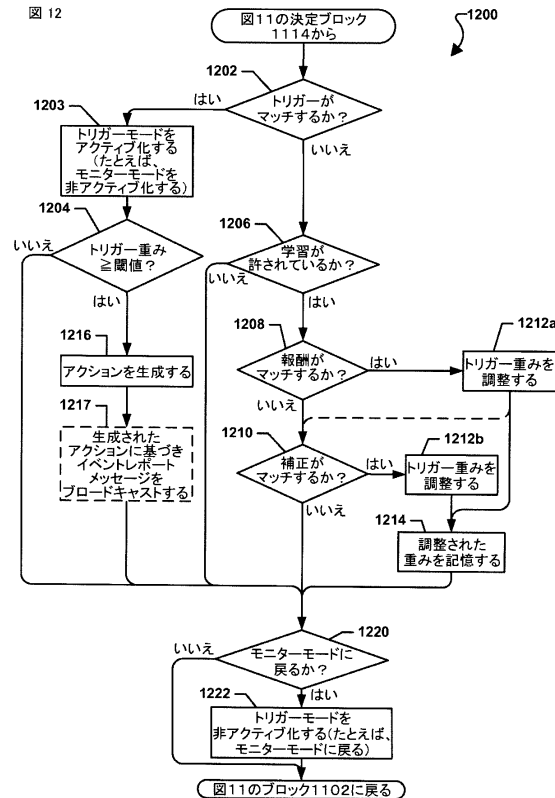 図 12
図11の決定ブロック
1114から
1200
1202
トリガーが
マッチするか？
はい
いいえ
1203
トリガーモードを
アクティブ化する
(たとえば、
モニターモードを
非アクティブ化する)
1204
トリガー重み
≧閾値？
いいえ
はい
1206
学習が
許されているか？
いいえ
はい
1216
アクションを生成する
1208
報酬が
マッチするか？
はい
いいえ
1212a
トリガー重みを
調整する
1217
生成された
アクションに基づき
イベントレポート
メッセージを
ブロードキャストする
1210
補正が
マッチするか？
はい
いいえ
1212b
トリガー重みを
調整する
1214
調整された
重みを記憶する
1220
モニターモードに
戻るか？
いいえ
はい
1222
トリガーモードを
非アクティブ化する(たとえば、
モニターモードに戻る)
図11のブロック1102に戻る